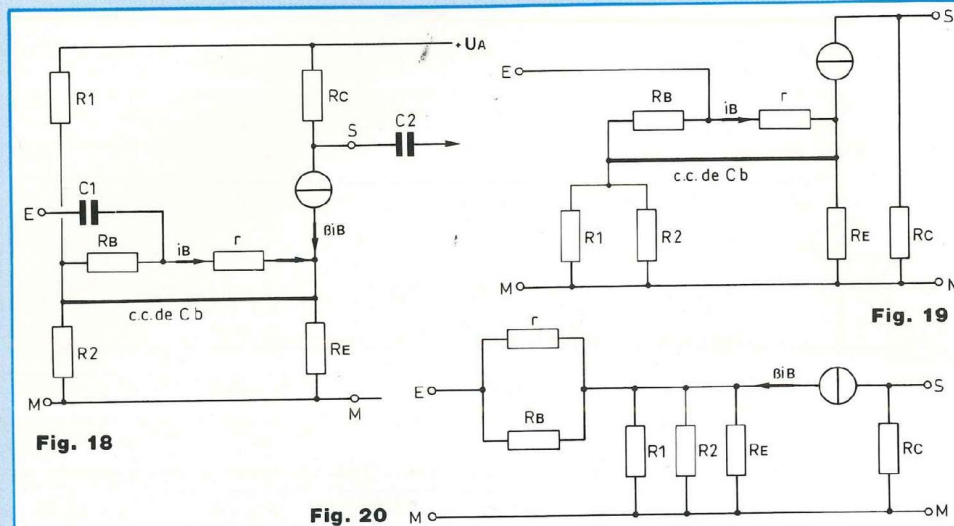 +UA
R1
RC
S
C2
C1
E
βiB
RB
iB
r
c.c. de Cb
R2
RE
M
M
Fig. 18
S
E
RB
iB
r
c.c. de Cb
R1
R2
RE
RC
M
M
Fig. 19
r
E
βiB
S
RB
R1
R2
RE
RC
Fig. 20
M
M